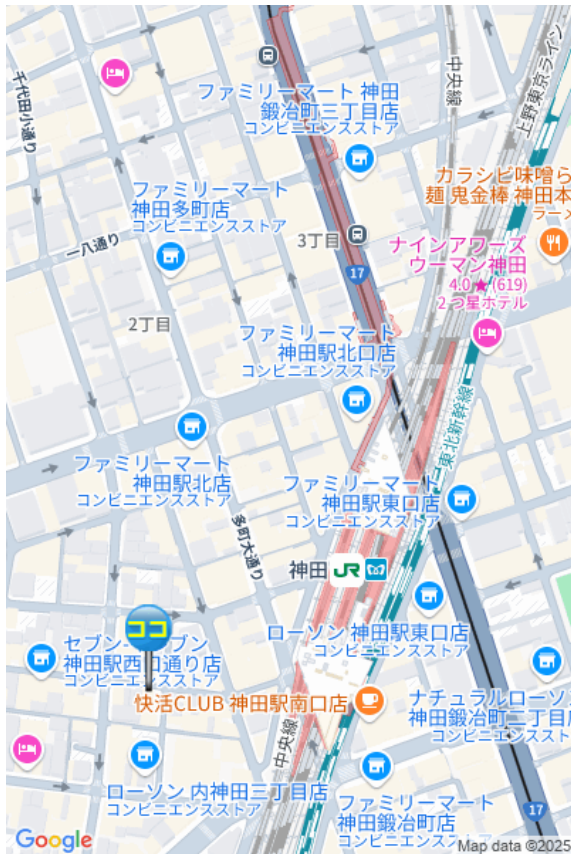 千代田小通り
ファミリーマート 神田
鍛冶町三丁目店
コンビニエンスストア
中央線
上野東京ライン
カラシビ味噌ら
麺 鬼金棒 神田本
ラーメ
ファミリーマート
神田多町店
コンビニエンスストア
一八通り
3丁目
17
ナインアワーズ
ウーマン神田
4.0 ★ (619)
2 つ星ホテル
2丁目
ファミリーマート
神田駅北口店
コンビニエンスストア
東北新幹線
ファミリーマート
神田駅北店
コンビニエンスストア
ファミリーマート
神田駅東口店
コンビニエンスストア
多町大通り
神田
JR
ココ
セブン-
ブン
神田駅西口通り店
コンビニエンスストア
ローソン 神田駅東口店
コンビニエンスストア
快活CLUB 神田駅南口店
ナチュラルローソ
神田鍛冶町二丁目
コンビニエンススト
中央線
ローソン 内神田三丁目店
コンビニエンスストア
ファミリーマート
神田鍛冶町店
コンビニエンスストア
17
Google
Map data ©2025